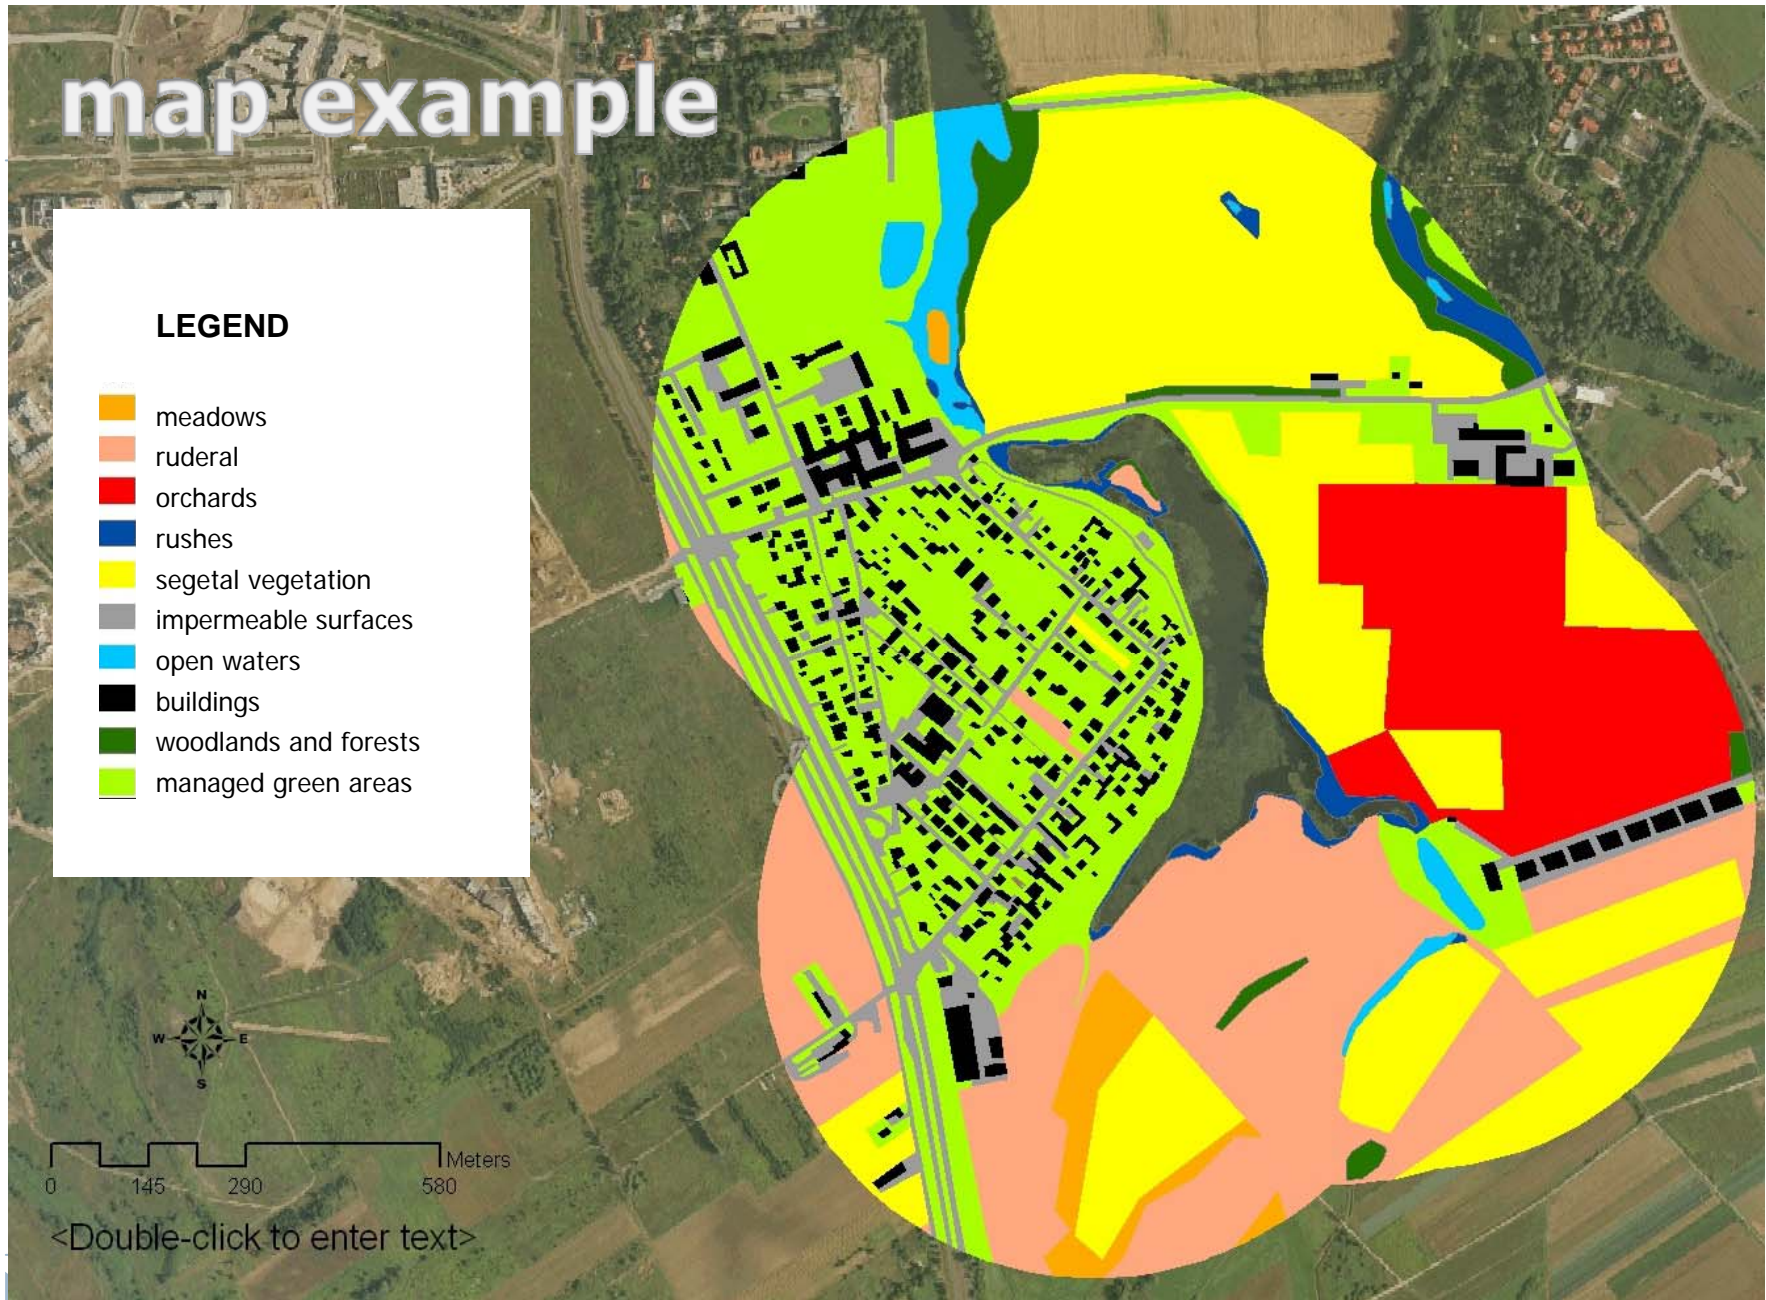 map example
LEGEND
meadows
ruderal
orchards
rushes
segetal vegetation
impermeable surfaces
open waters
buildings
woodlands and forests
managed green areas
N
W E
S
Meters
0 145 290 580
<Double-click to enter text>